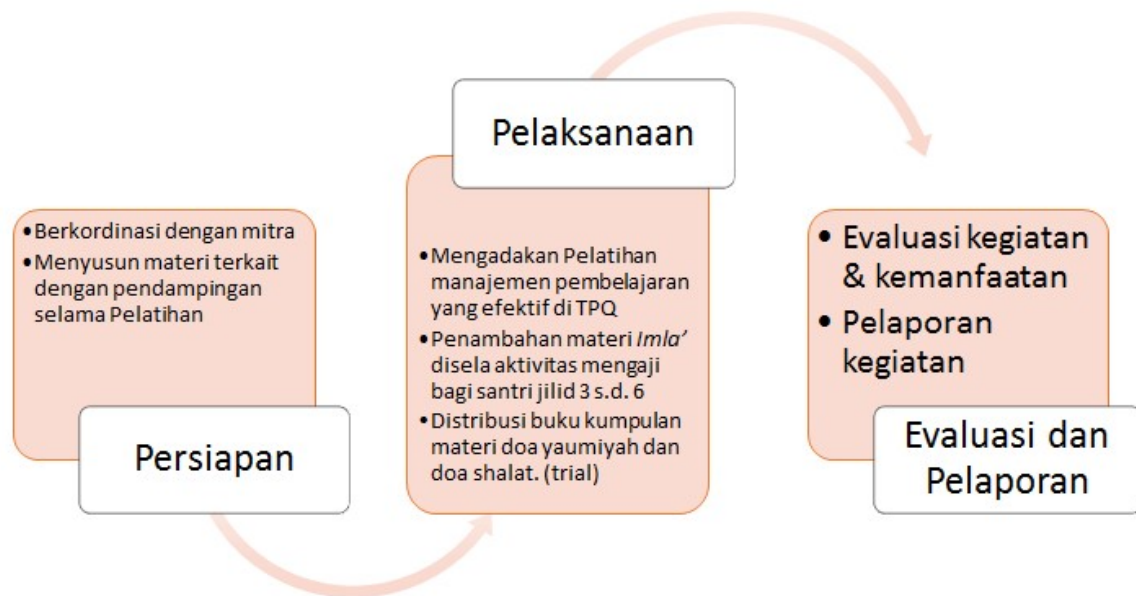 • Berkordinasi dengan mitra
• Menyusun materi terkait
dengan pendampingan
selama Pelatihan
Persiapan
Pelaksanaan
• Mengadakan Pelatihan
manajemen pembelajaran
yang efektif di TPQ
• Penambahan materi Imla’
disela aktivitas mengaji
bagi santri jilid 3 s.d. 6
• Distribusi buku kumpulan
materi doa yaumiyah dan
doa shalat. (trial)
• Evaluasi kegiatan
& kemanfaatan
• Pelaporan
kegiatan
Evaluasi dan
Pelaporan